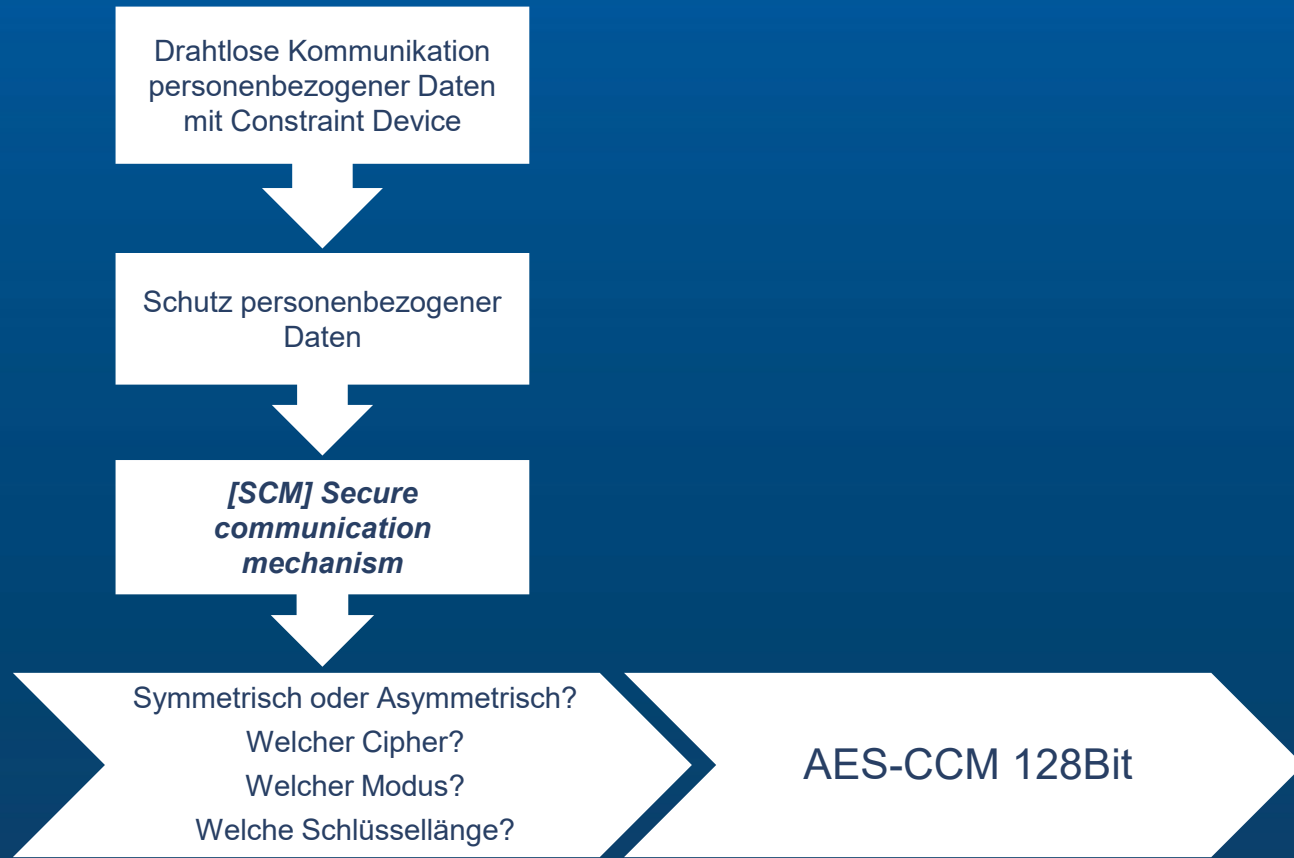 Drahtlose Kommunikation
personenbezogener Daten
mit Constraint Device
Schutz personenbezogener
Daten
[SCM] Secure
communication
mechanism
Symmetrisch oder Asymmetrisch?
Welcher Cipher?
Welcher Modus?
Welche Schlüssellänge?
AES-CCM 128Bit